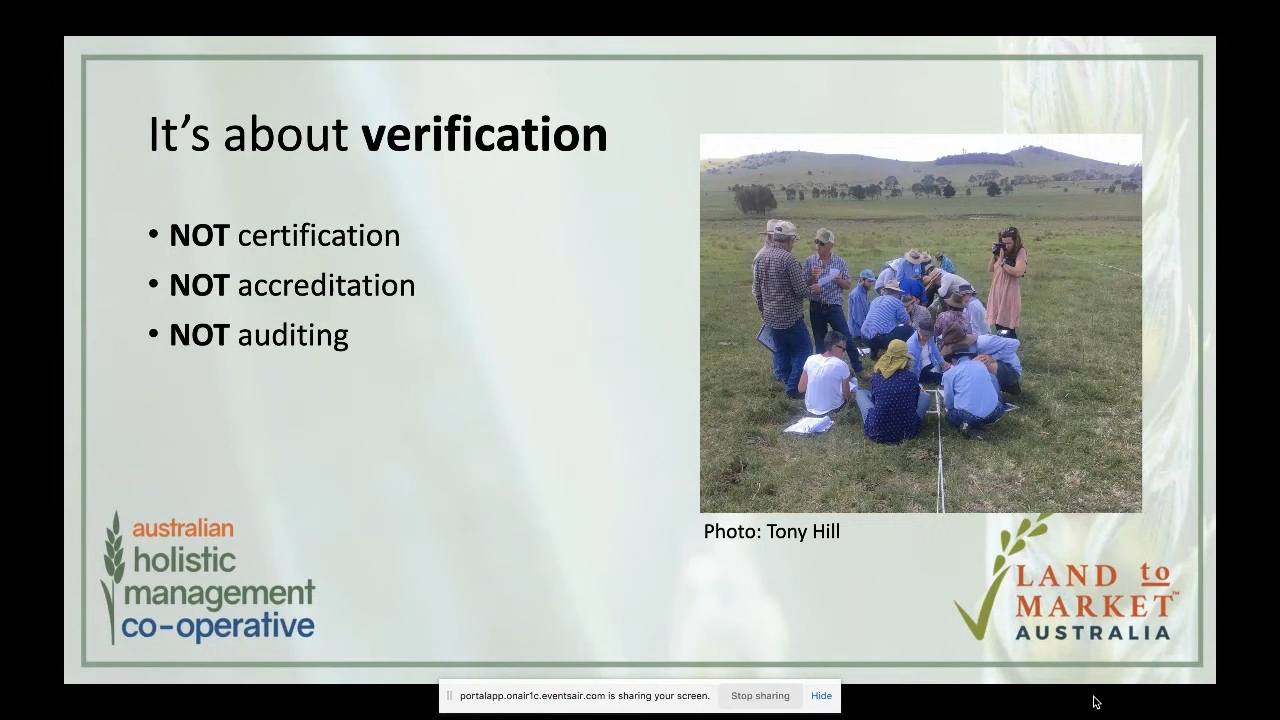 It’s about verification
• NOT certification
• NOT accreditation
• NOT auditing
Photo: Tony Hill
australian
holistic
management
co-operative
LAND to
MARKET™
AUSTRALIA
portalapp.onair1c.eventsair.com is sharing your screen.
Stop sharing
Hide